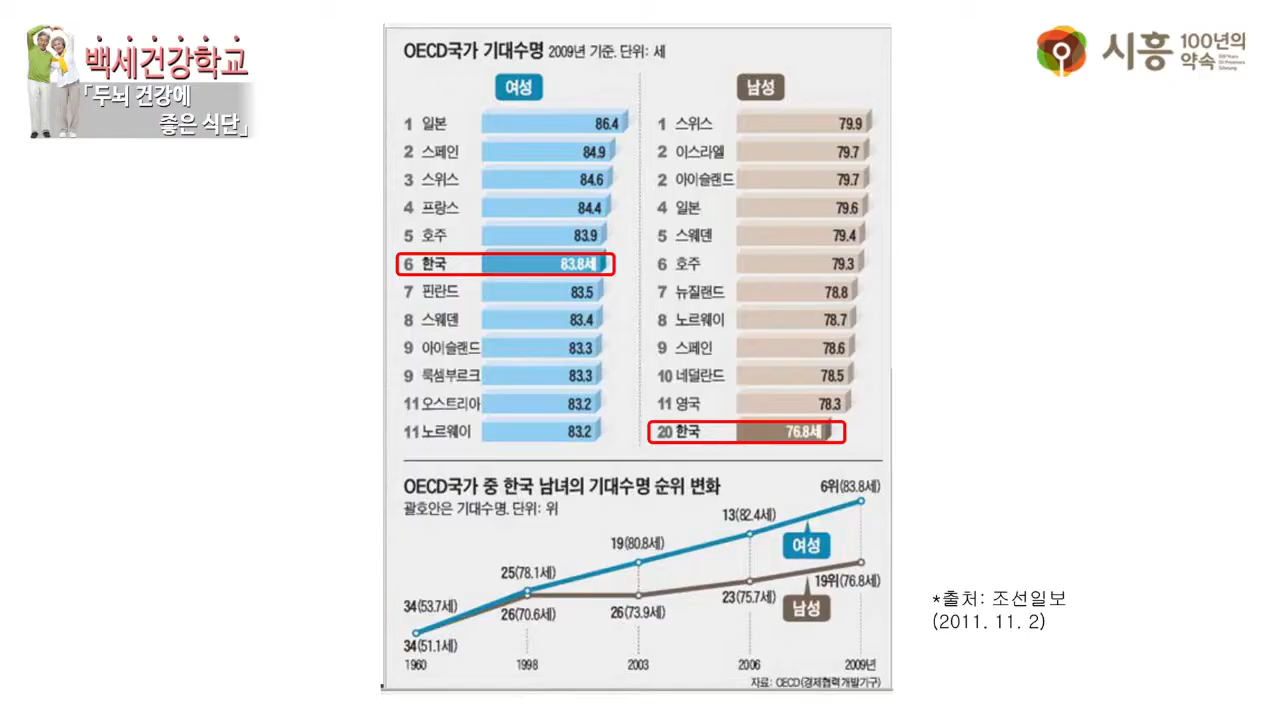 백세건강학교
「두뇌 건강에
좋은 식단」
시흥 100년의
약속
OECD국가 기대수명 2009년 기준. 단위: 세
여성
1 일본 86.4
2 스페인 84.9
3 스위스 84.6
4 프랑스 84.4
5 호주 83.9
6 한국 83.8세
7 핀란드 83.5
8 스웨덴 83.4
9 아이슬랜드 83.3
9 룩셈부르크 83.3
11 오스트리아 83.2
11 노르웨이 83.2
남성
1 스위스 79.9
2 이스라엘 79.7
2 아이슬랜드 79.7
4 일본 79.6
5 스웨덴 79.4
6 호주 79.3
7 뉴질랜드 78.8
8 노르웨이 78.7
9 스페인 78.6
10 네덜란드 78.5
11 영국 78.3
20 한국 76.8세
OECD국가 중 한국 남녀의 기대수명 순위 변화
괄호안은 기대수명. 단위: 위
34(53.7세)
25(78.1세)
19(80.8세)
13(82.4세)
6위(83.8세)
여성
34(51.1세)
26(70.6세)
26(73.9세)
23(75.7세)
19위(76.8세)
남성
1960 1998 2003 2006 2009년
자료: OECD(경제협력개발기구)
*출처: 조선일보
(2011. 11. 2)